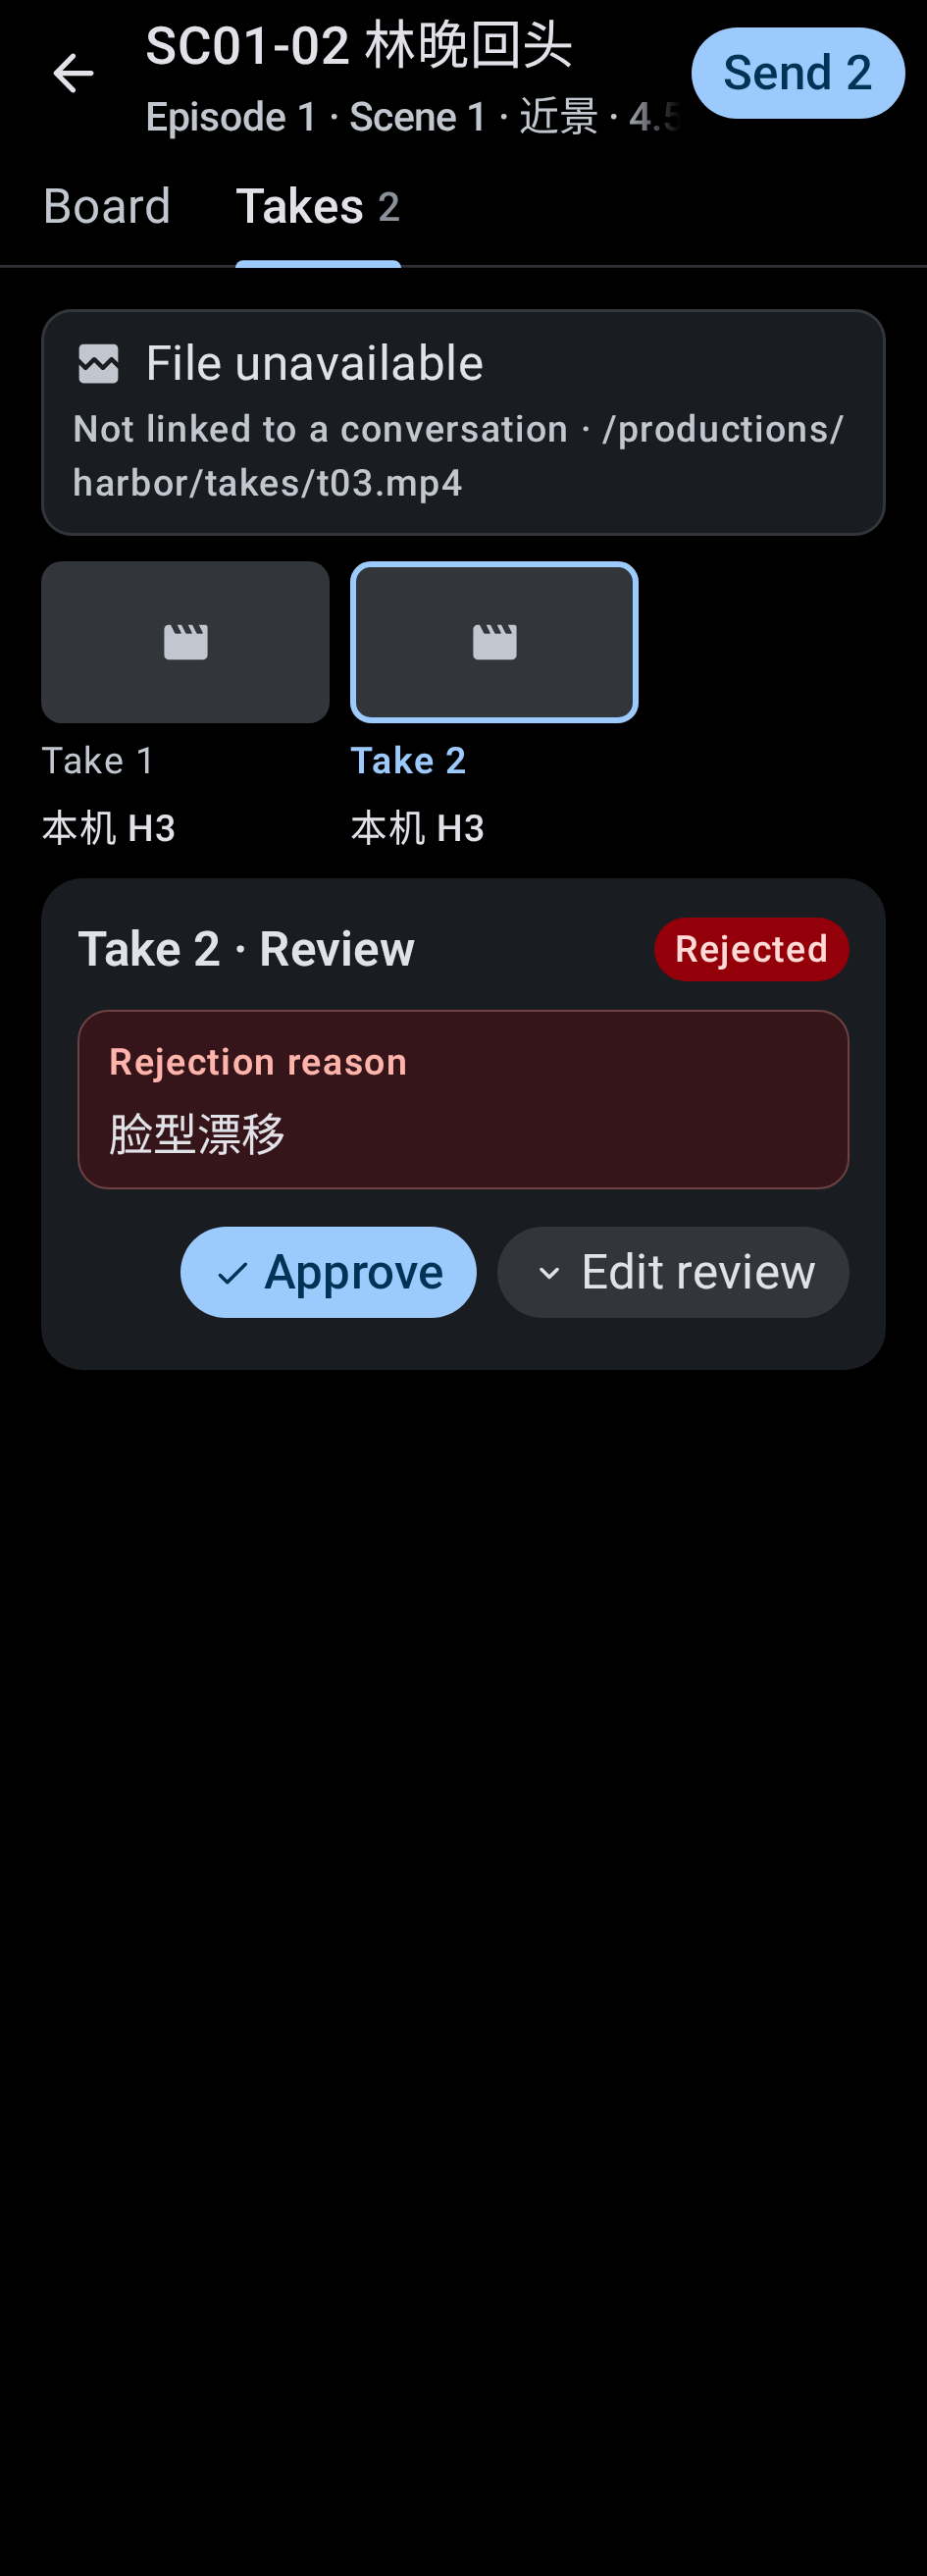 SC01-02 林晚回头
Send 2
Episode 1 · Scene 1 · 近景 · 4.5
Board
Takes 2
File unavailable
Not linked to a conversation · /productions/
harbor/takes/t03.mp4
Take 1
Take 2
本机 H3
本机 H3
Take 2 · Review
Rejected
Rejection reason
脸型漂移
Approve
Edit review